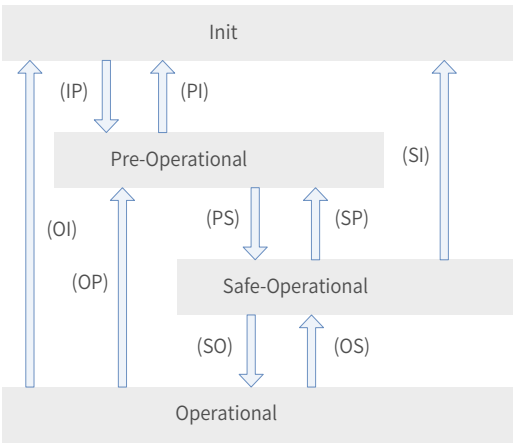 Init
(IP)
(PI)
Pre-Operational
(SI)
(OI)
(PS)
(SP)
(OP)
Safe-Operational
(SO)
(OS)
Operational